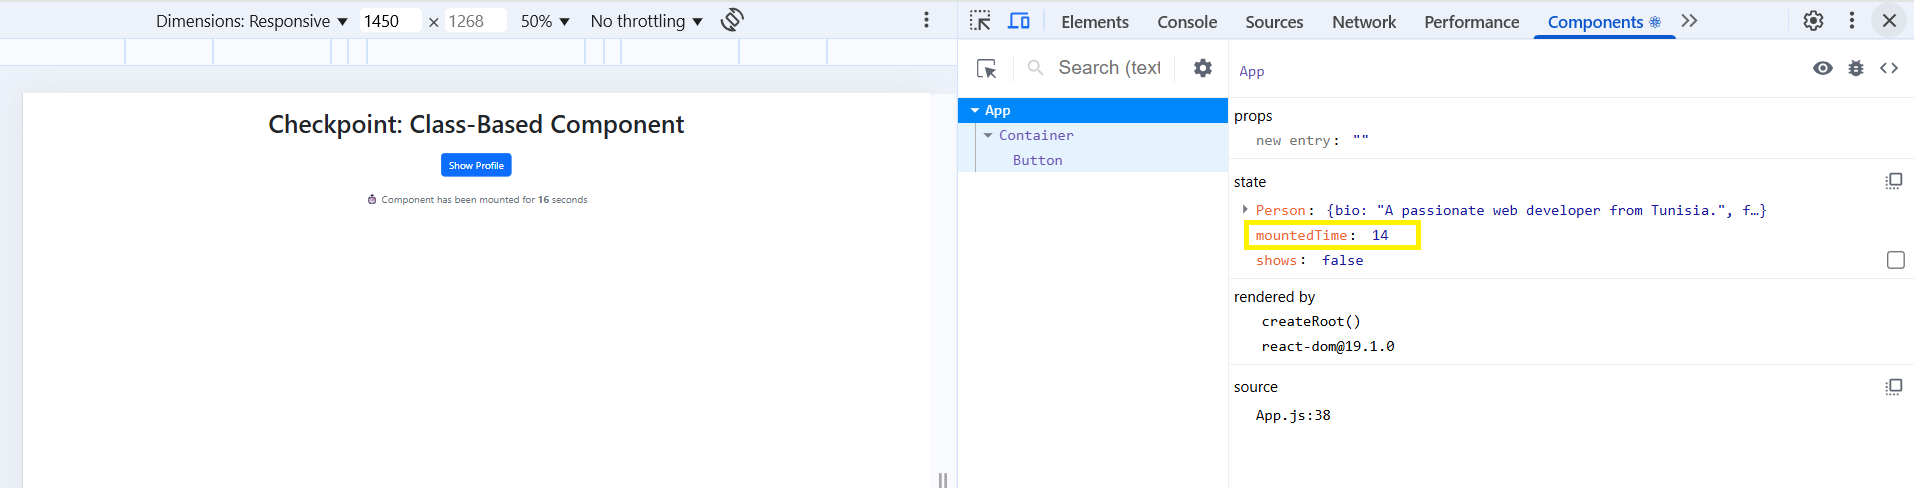 Dimensions: Responsive ▼ 1450 × 1268 50% ▼ No throttling ▼
Elements Console Sources Network Performance Components
Search (text
App
App
Container
Button
Checkpoint: Class-Based Component
Show Profile
Component has been mounted for 16 seconds
props
new entry: ""
state
Person: {bio: "A passionate web developer from Tunisia.", f…}
mountedTime: 14
shows: false
rendered by
createRoot()
react-dom@19.1.0
source
App.js:38